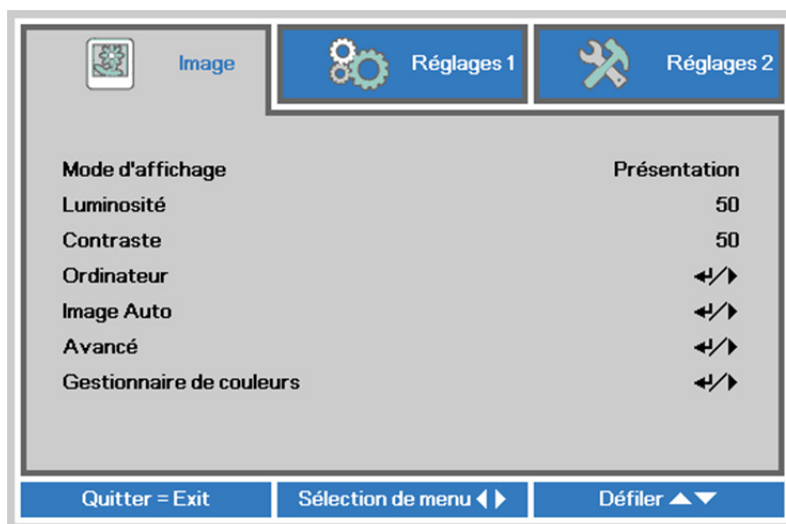 Image
Réglages 1
Réglages 2
Mode d'affichage Présentation
Luminosité 50
Contraste 50
Ordinateur ↵/▶
Image Auto ↵/▶
Avancé ↵/▶
Gestionnaire de couleurs ↵/▶
Quitter = Exit
Sélection de menu ◀ ▶
Défiler ▲▼